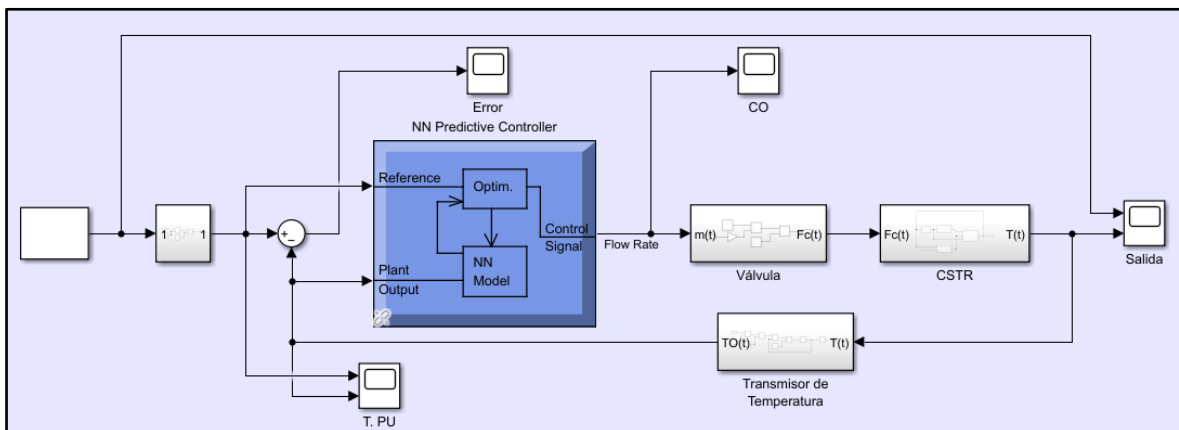 Error
CO
NN Predictive Controller
Reference
Optim.
Control
Signal
Plant
Output
NN
Model
Flow Rate
1
1
+
−
m(t)
Fc(t)
Válvula
Fc(t)
T(t)
CSTR
Salida
TO(t)
T(t)
Transmisor de
Temperatura
T. PU